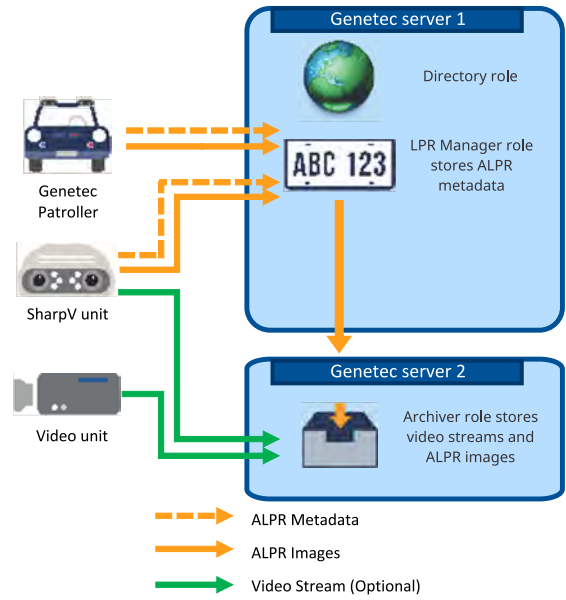 Genetec server 1
Directory role
ABC 123
LPR Manager role
stores ALPR
metadata
Genetec
Patroller
SharpV unit
Video unit
Genetec server 2
Archiver role stores
video streams and
ALPR images
ALPR Metadata
ALPR Images
Video Stream (Optional)